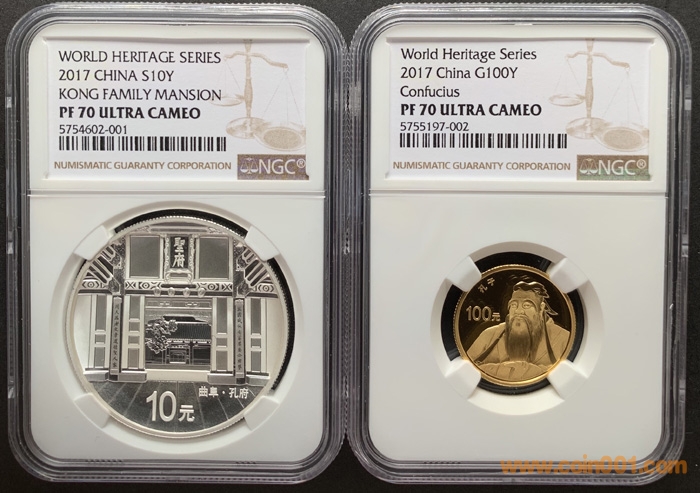 WORLD HERITAGE SERIES
2017 CHINA S10Y
KONG FAMILY MANSION
PF 70 ULTRA CAMEO
5754602-001
NUMISMATIC GUARANTY CORPORATION
NGC®
聖府
曲阜·孔府
10元
World Heritage Series
2017 China G100Y
Confucius
PF 70 ULTRA CAMEO
5755197-002
NUMISMATIC GUARANTY CORPORATION
NGC®
孔子
100元
www.coin001.com